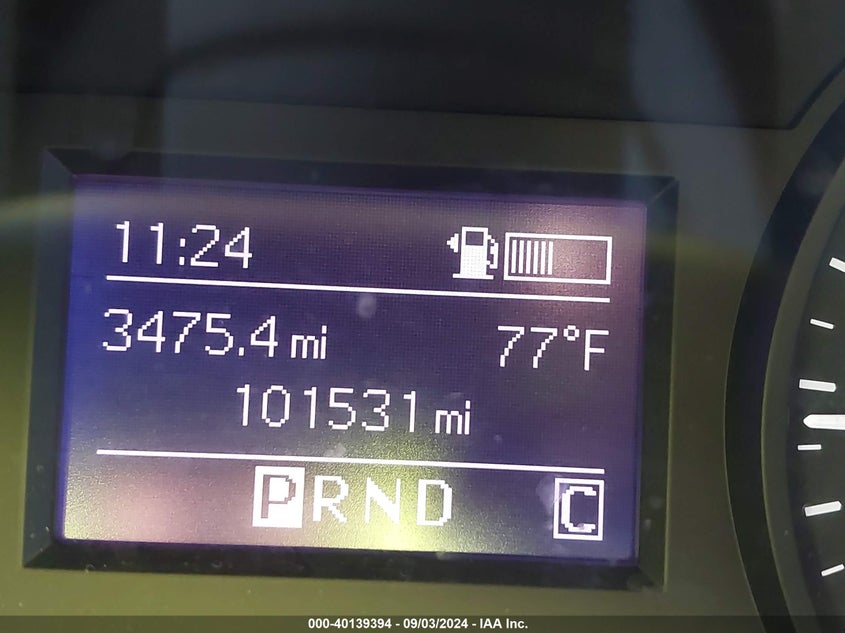 11:24
3475.4 mi 77°F
101531 mi
PRND C
000-40139394 - 09/03/2024 - IAA Inc.